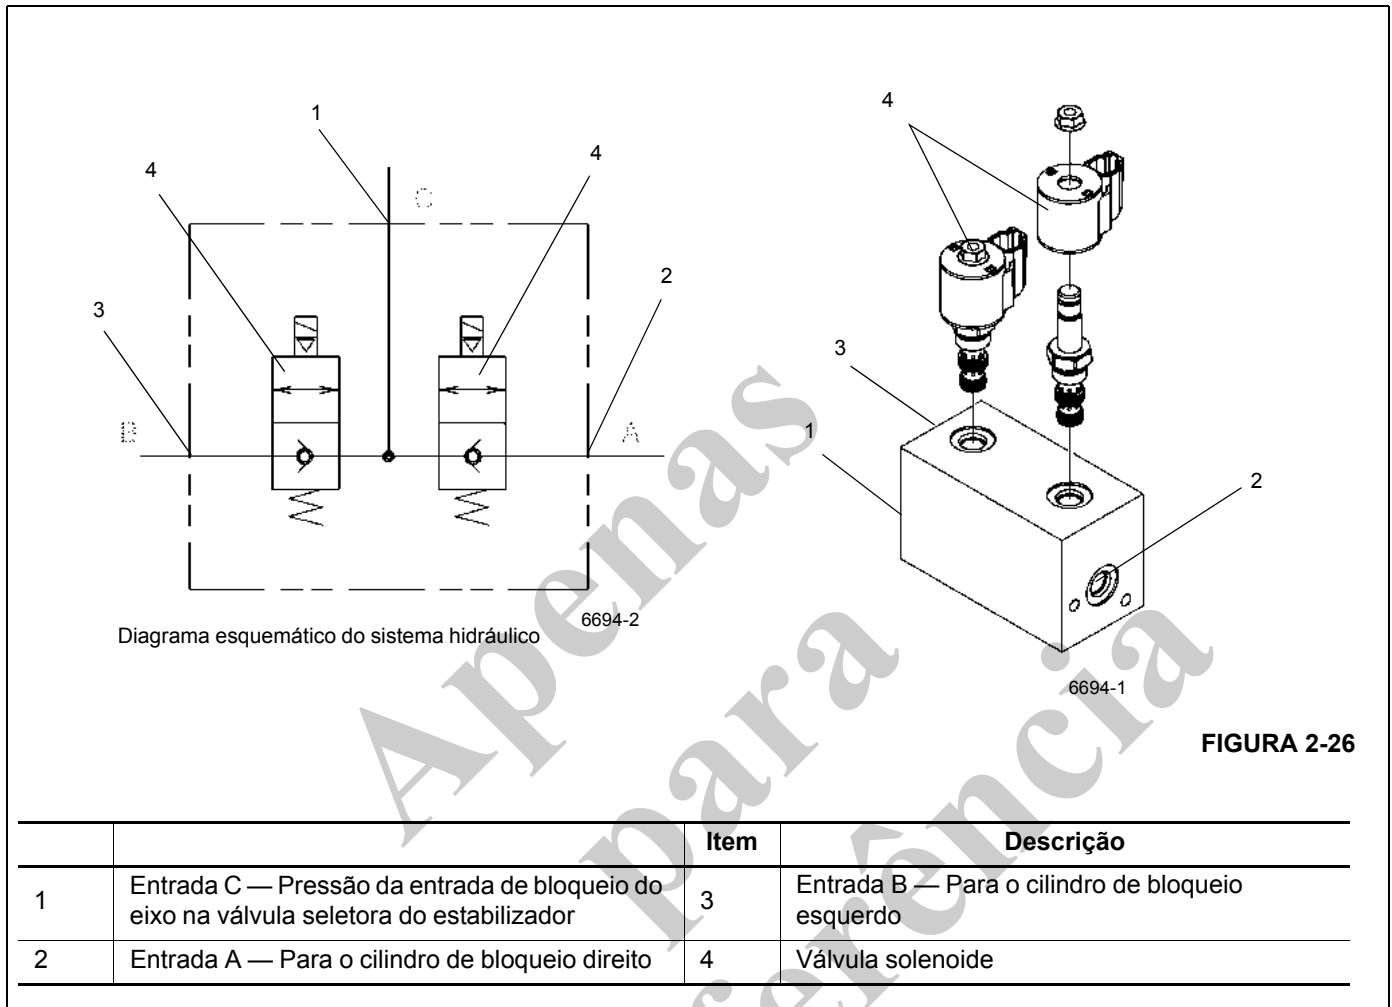 1
4
4
C
3
2
B
A
Diagrama esquemático do sistema hidráulico
6694-2
4
3
1
2
6694-1
FIGURA 2-26
Item Descrição
1 Entrada C — Pressão da entrada de bloqueio do eixo na válvula seletora do estabilizador
3 Entrada B — Para o cilindro de bloqueio esquerdo
2 Entrada A — Para o cilindro de bloqueio direito
4 Válvula solenoide
Apenas
para